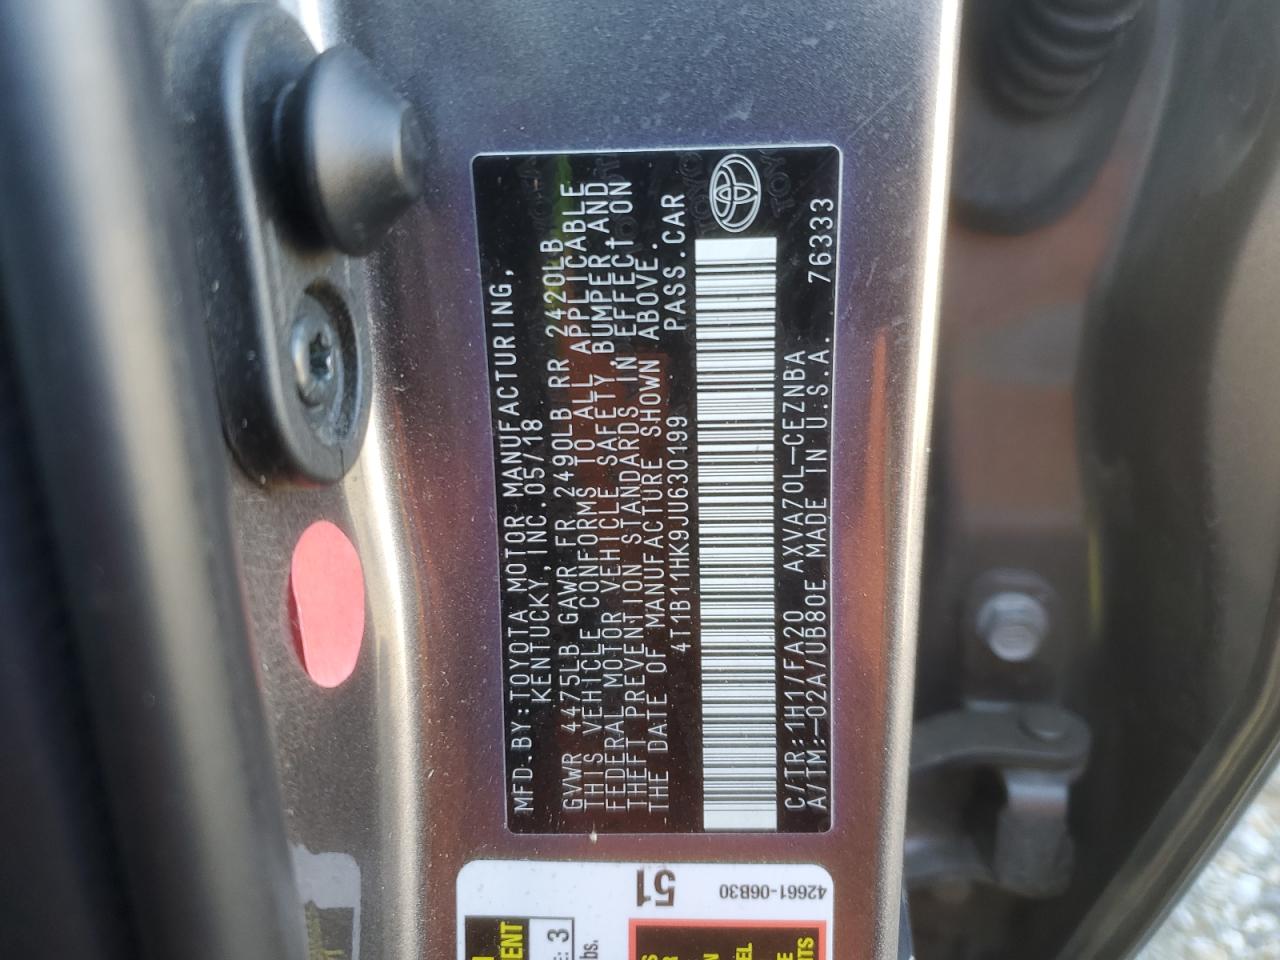 MFD.BY:TOYOTA MOTOR MANUFACTURING,
KENTUCKY,INC.05/18
GVWR 4475LB GAWR FR 2490LB RR 2420LB
THIS VEHICLE CONFORMS TO ALL APPLICABLE
FEDERAL MOTOR VEHICLE SAFETY,BUMPER,AND
THEFT PREVENTION STANDARDS IN EFFECT ON
THE DATE OF MANUFACTURE SHOWN ABOVE.
4T1B11HK9JU630199 PASS.CAR
C/TR:1H1/FA20 AXVA70L-CEZNBA 76333
A/TM:-02A/UB80E MADE IN U.S.A.
51
42661-06B30
3